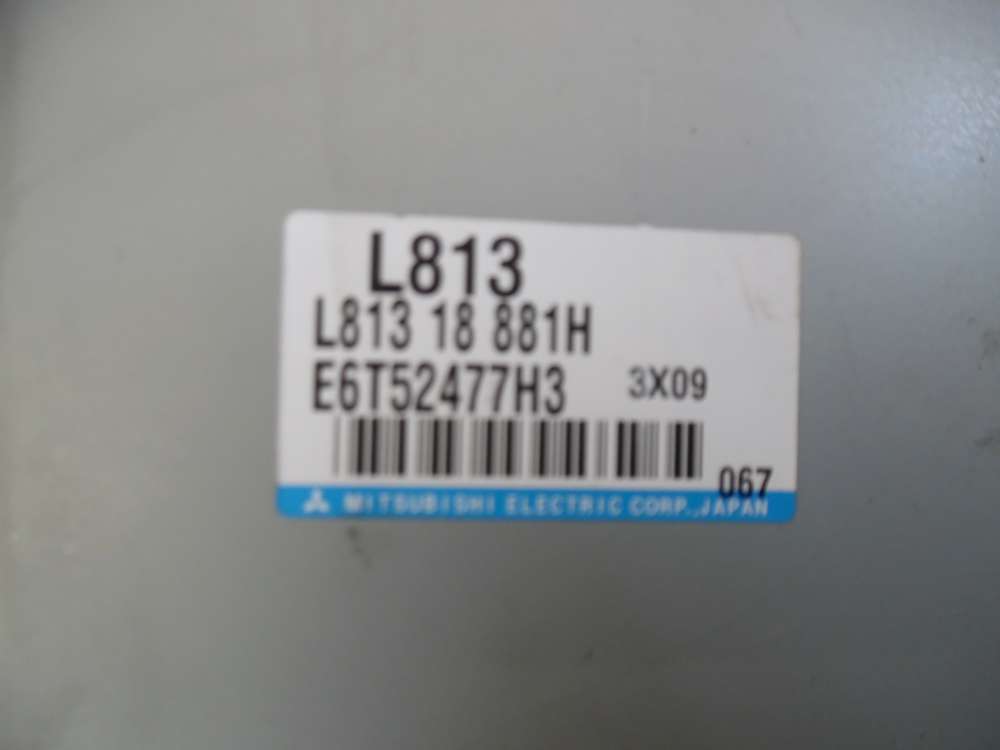 L813
L813 18 881H
E6T52477H3 3X09
067
MITSUBISHI ELECTRIC CORP., JAPAN